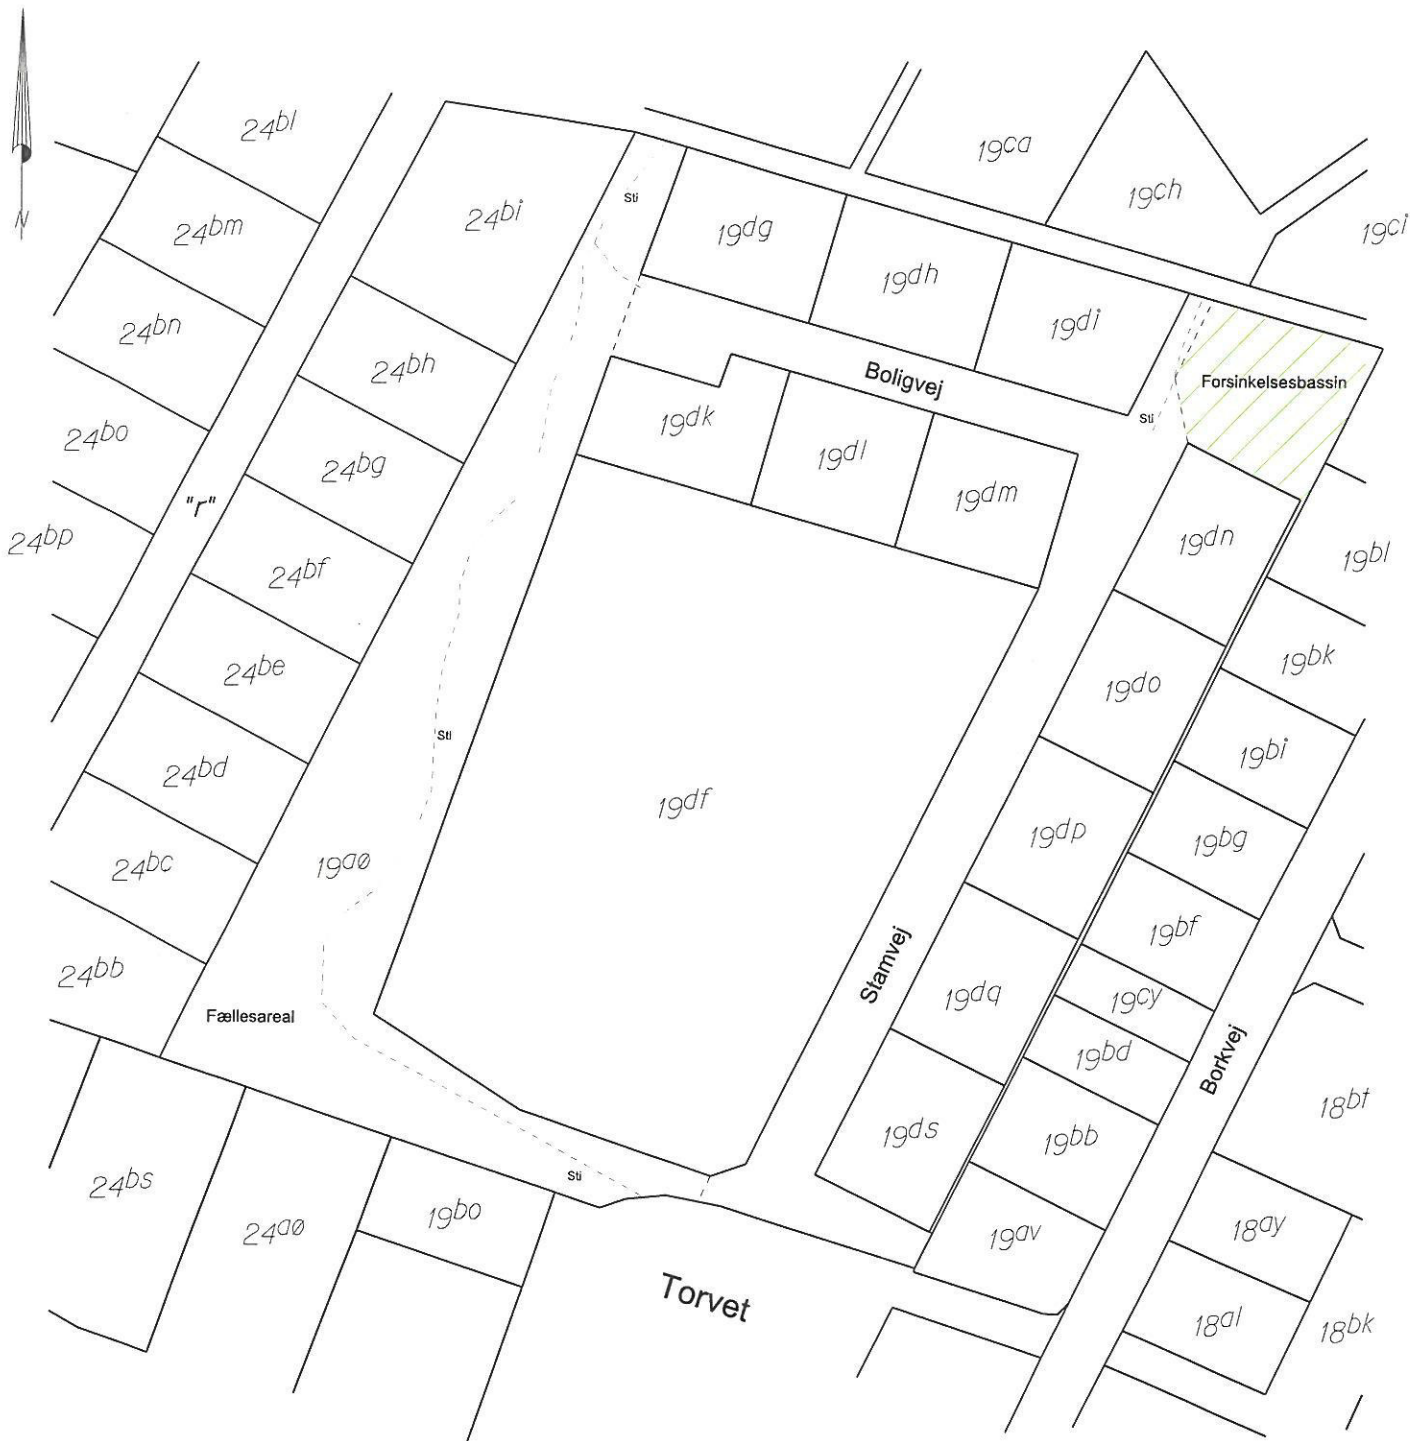 24bl
19ca
19ch
Sti
24bi
24bm
19dg
19ci
N
19dh
24bn
19di
24bh
Boligvej
Forsinkelsesbassin
19dk
Sti
24bo
19dl
24bg
19dm
"r"
24bp
19dn
19bl
24bf
24be
19bk
19do
Sti
19bi
24bd
19df
19dp
19bg
24bc
19aø
19bf
Stamvej
24bb
19dq
19cy
Fællesareal
19bd
Borkvej
18bt
19ds
19bb
24bs
Sti
19bo
24aø
19av
18ay
Torvet
18al
18bk